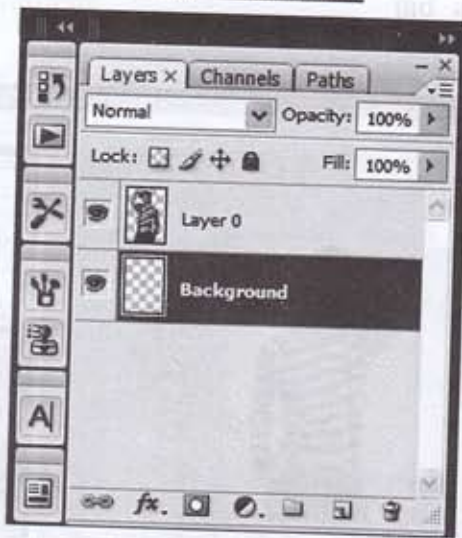 Layers × Channels Paths
Normal Opacity: 100%
Lock: Fill: 100%
Layer 0
Background
A
fx.